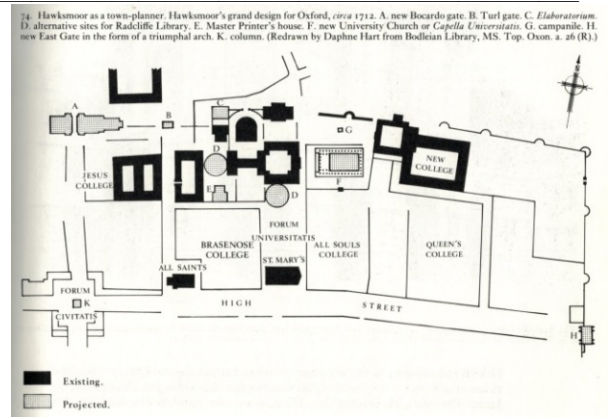 74. Hawksmoor as a town-planner. Hawksmoor's grand design for Oxford, circa 1712. A. new Bocardo gate. B. Turl gate. C. Elaboratorium.
D. alternative sites for Radcliffe Library. E. Master Printer's house. F. new University Church or Capella Universitatis. G. campanile. H.
new East Gate in the form of a triumphal arch. K. column. (Redrawn by Daphne Hart from Bodleian Library, MS. Top. Oxon. a. 26 (R).)
A
B
C
G
D
JESUS
COLLEGE
NEW
COLLEGE
E
D
F
FORUM
UNIVERSITATIS
BRASENOSE
COLLEGE
ALL SOULS
COLLEGE
QUEEN'S
COLLEGE
ALL SAINTS
ST. MARY'S
FORUM
K
CIVITATIS
HIGH STREET
H
Existing.
Projected.